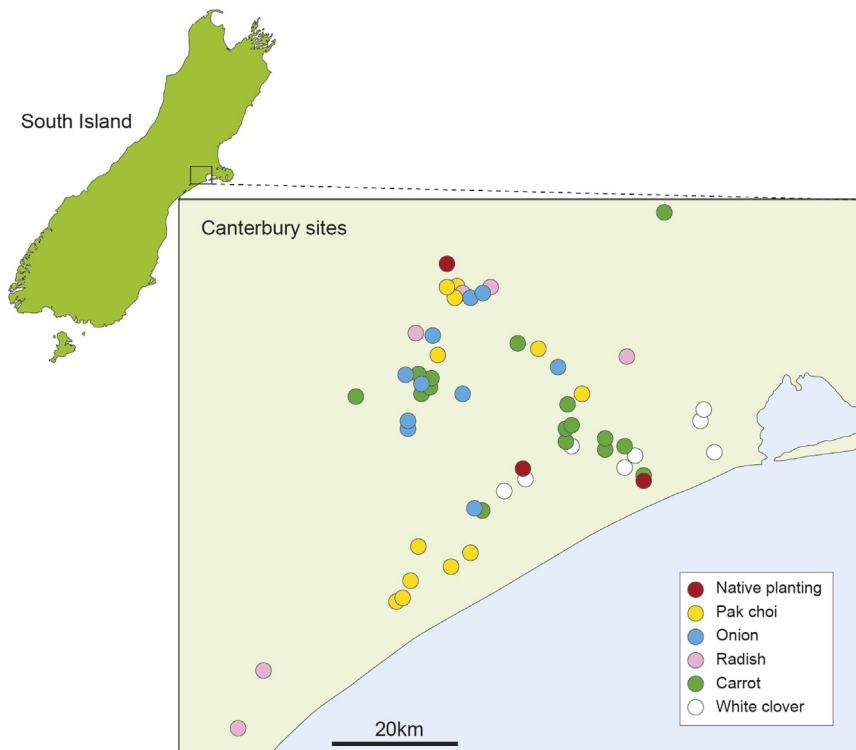 South Island
Canterbury sites
Native planting
Pak choi
Onion
Radish
Carrot
White clover
20km